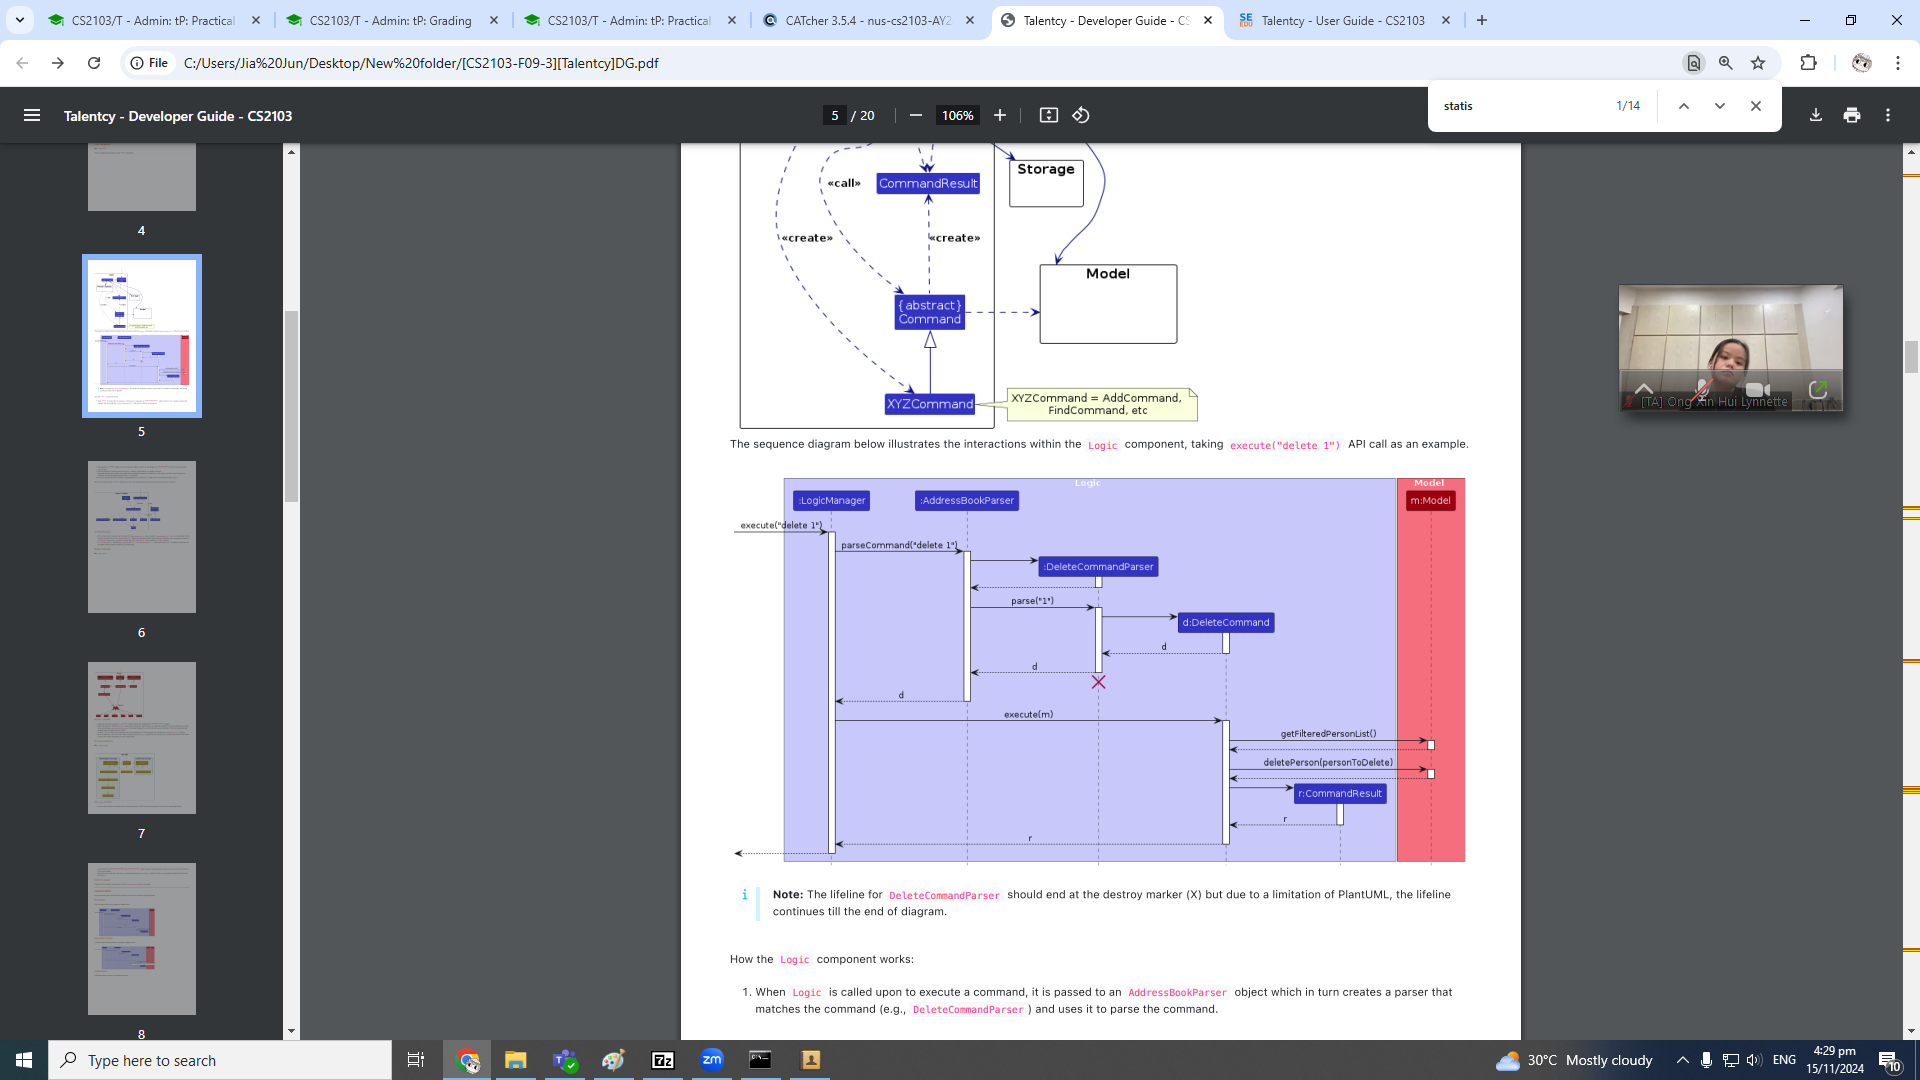 CS2103/T - Admin: tP: Practical
CS2103/T - Admin: tP: Grading
CS2103/T - Admin: tP: Practical
CATcher 3.5.4 - nus-cs2103-AY2
Talentcy - Developer Guide - CS
Talentcy - User Guide - CS2103
File
C:/Users/Jia%20Jun/Desktop/New%20folder/[CS2103-F09-3][Talentcy]DG.pdf
statis
1/14
Talentcy - Developer Guide - CS2103
5 / 20
106%
4
5
6
7
8
Storage
«call»
CommandResult
«create»
«create»
Model
{abstract}
Command
XYZCommand
XYZCommand = AddCommand,
FindCommand, etc
The sequence diagram below illustrates the interactions within the Logic component, taking execute("delete 1") API call as an example.
Logic
Model
:LogicManager
:AddressBookParser
m:Model
execute("delete 1")
parseCommand("delete 1")
:DeleteCommandParser
parse("1")
d:DeleteCommand
d
d
d
execute(m)
getFilteredPersonList()
deletePerson(personToDelete)
r:CommandResult
r
r
i
Note: The lifeline for DeleteCommandParser should end at the destroy marker (X) but due to a limitation of PlantUML, the lifeline
continues till the end of diagram.
How the Logic component works:
1. When Logic is called upon to execute a command, it is passed to an AddressBookParser object which in turn creates a parser that
matches the command (e.g., DeleteCommandParser ) and uses it to parse the command.
[TA] Ong Xin Hui Lynnette
Type here to search
7z
zm
30°C Mostly cloudy
ENG
4:29 pm
15/11/2024
10